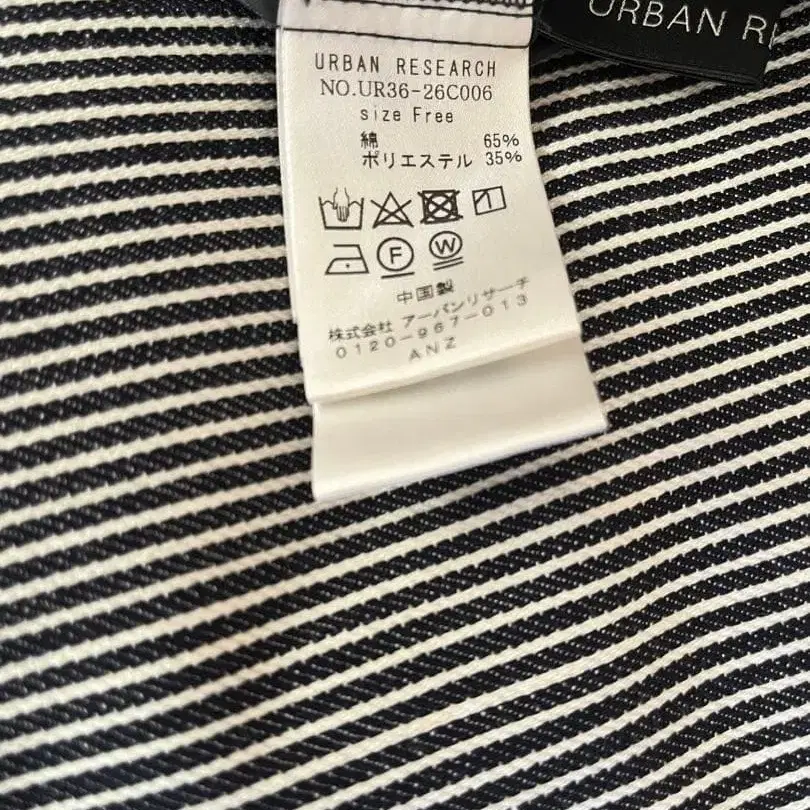 URBAN R
URBAN RESEARCH
NO.UR36-26C006
size Free
綿 65%
ポリエステル 35%
F
W
中国製
株式会社 アーバンリサーチ
0120-967-013
ANZ